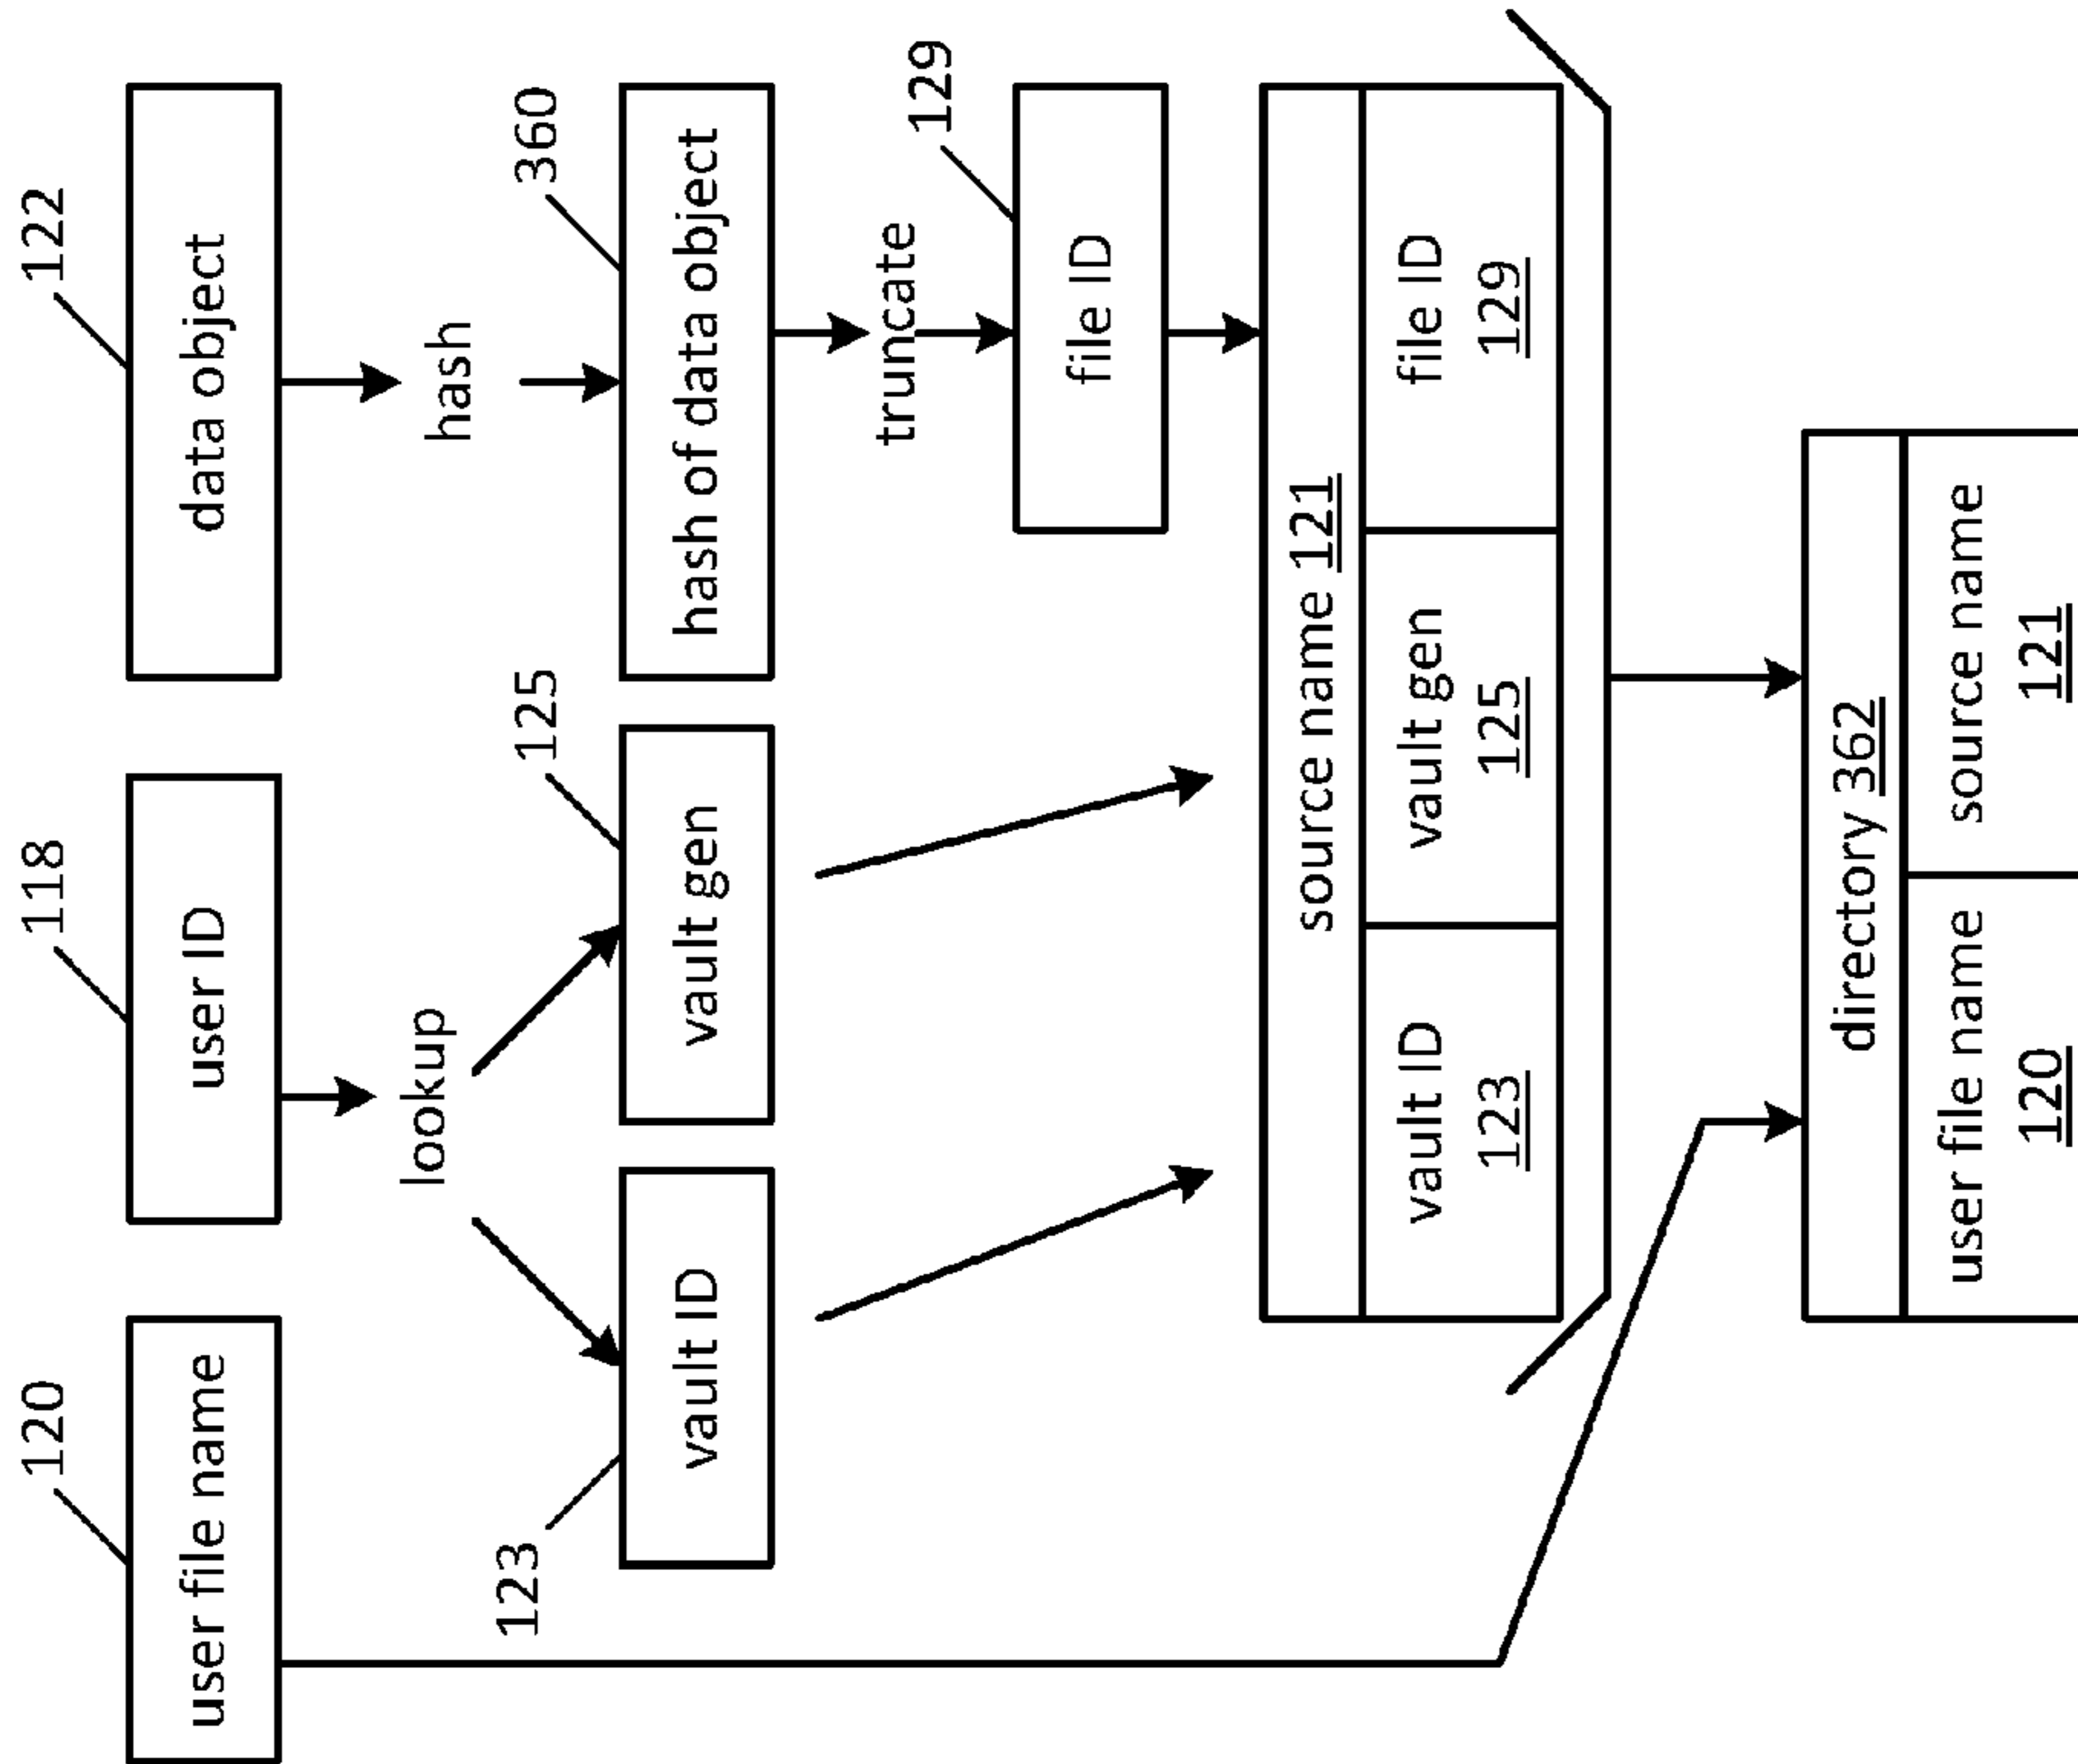 120
118
122
user file name
user ID
data object
lookup
hash
123
125
360
vault ID
vault gen
hash of data object
truncate
129
file ID
source name 121
vault ID
vault gen
file ID
123
125
129
directory 362
user file name
source name
120
121